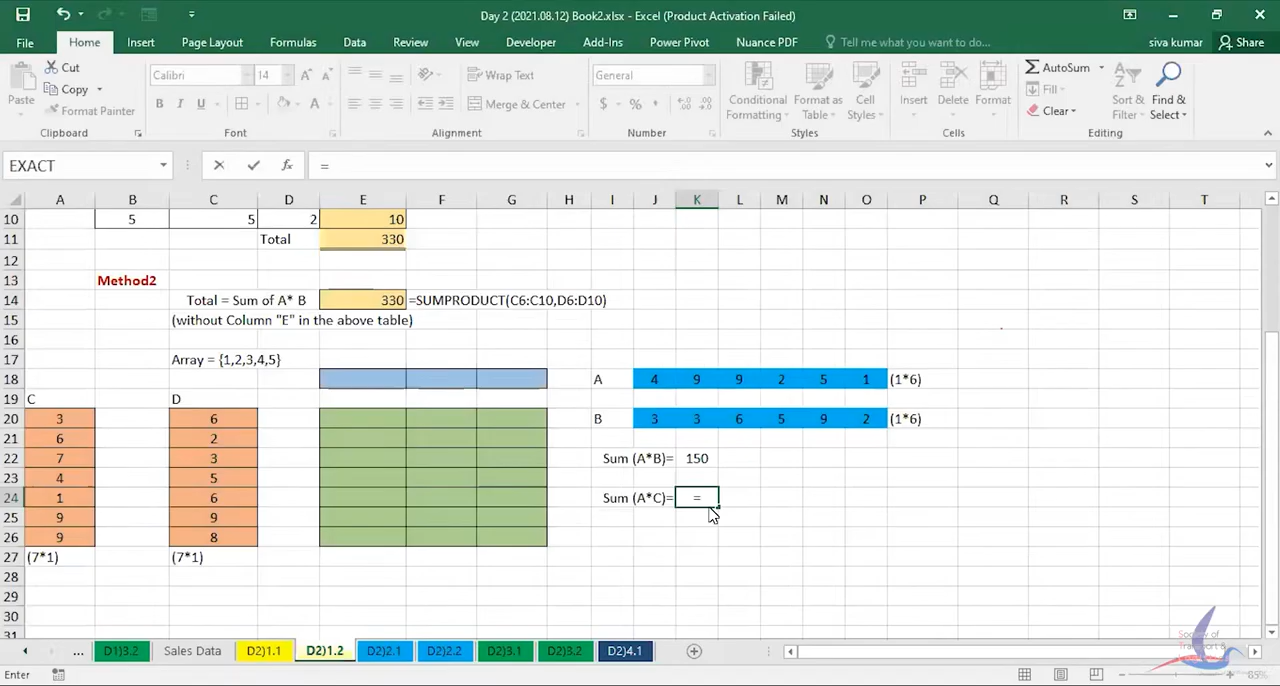 Day 2 (2021.08.12) Book2.xlsx - Excel (Product Activation Failed)
File Home Insert Page Layout Formulas Data Review View Developer Add-Ins Power Pivot Nuance PDF Tell me what you want to do... siva kumar Share
Cut Calibri 14 Wrap Text General AutoSum
Paste Copy Format Painter B I U A Merge & Center $ % Conditional Formatting Format as Table Cell Styles Insert Delete Format Fill Clear Sort & Filter Find & Select
Clipboard Font Alignment Number Styles Cells Editing
EXACT fx =
A B C D E F G H I J K L M N O P Q R S T
10 5 5 2 10
11 Total 330
12
13 Method2
14 Total = Sum of A* B 330 =SUMPRODUCT(C6:C10,D6:D10)
15 (without Column "E" in the above table)
16
17 Array = {1,2,3,4,5}
18 A 4 9 9 2 5 1 (1*6)
19 C D
20 3 6 B 3 3 6 5 9 2 (1*6)
21 6 2
22 7 3 Sum (A*B)= 150
23 4 5
24 1 6 Sum (A*C)= =
25 9 9
26 9 8
27 (7*1) (7*1)
28
29
30
31
Society of
Transport &
... D1)3.2 Sales Data D2)1.1 D2)1.2 D2)2.1 D2)2.2 D2)3.1 D2)3.2 D2)4.1
Enter 85%